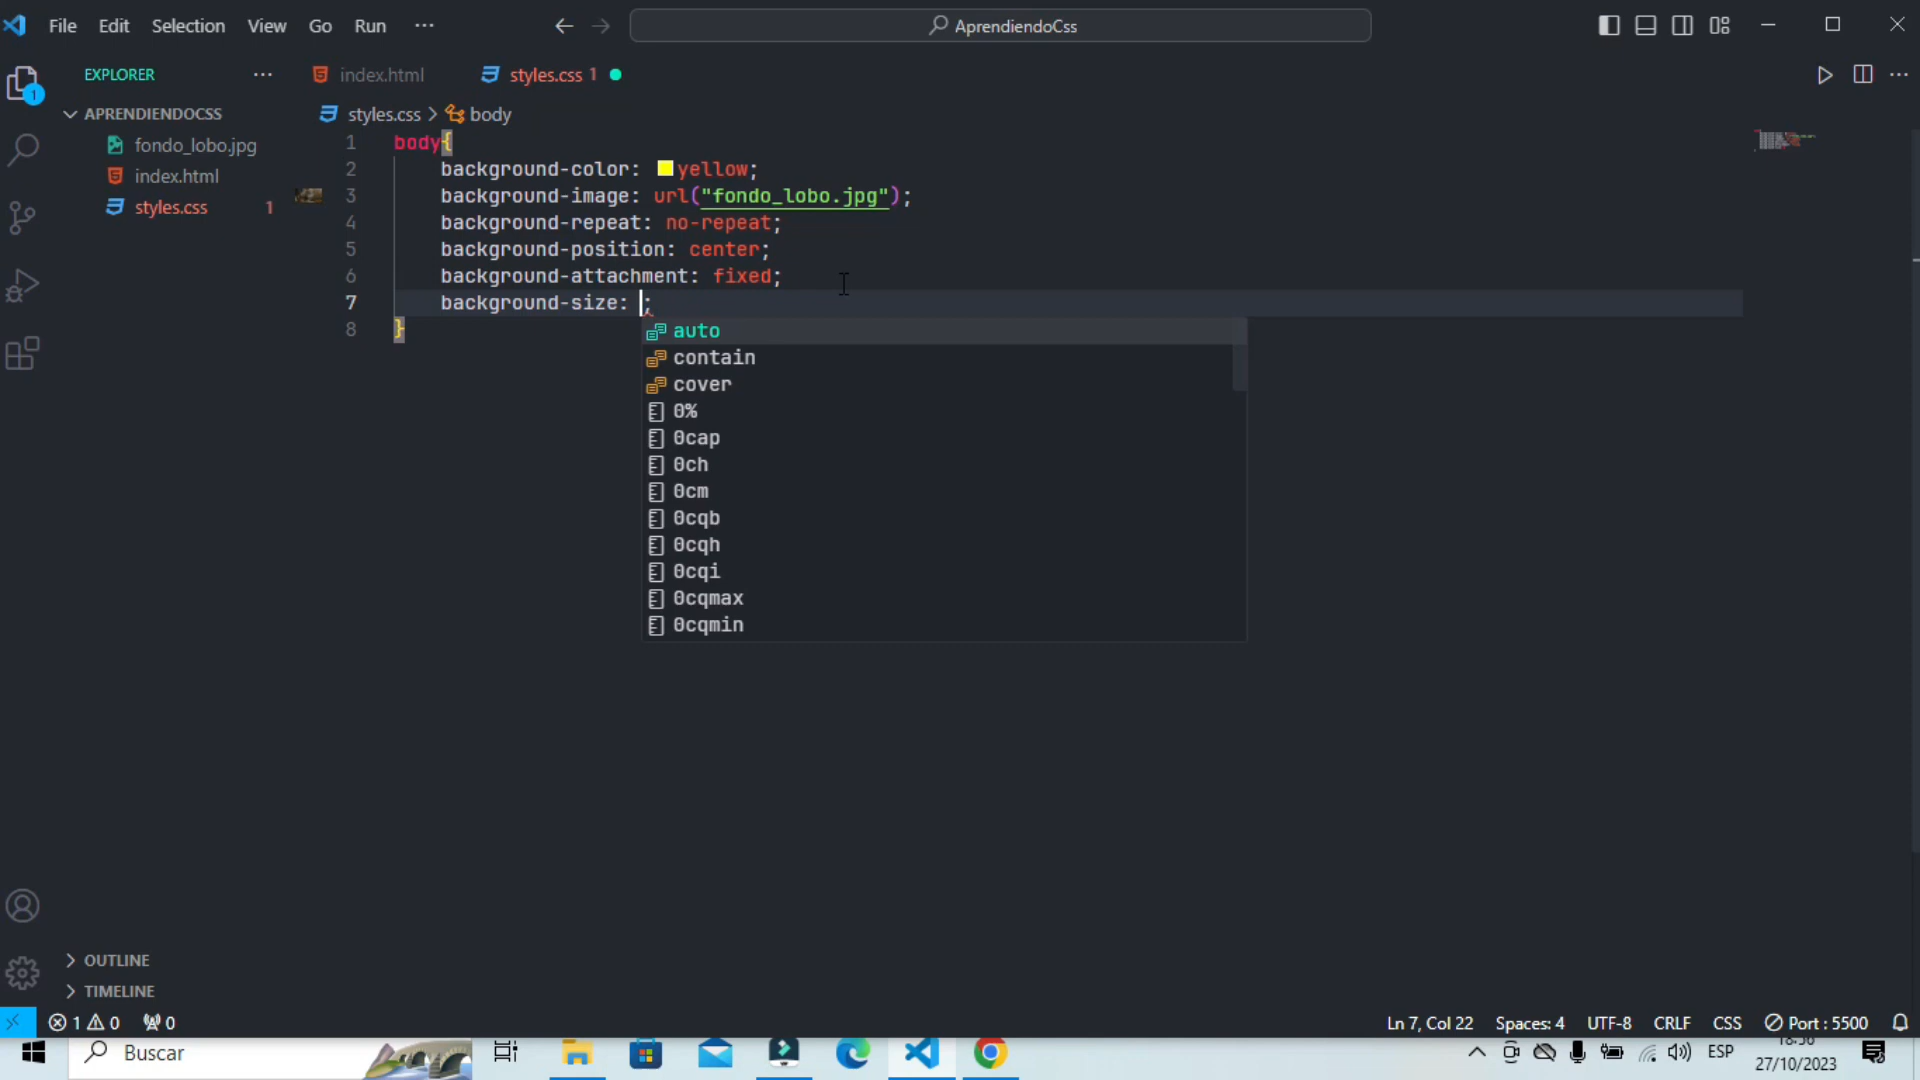 File Edit Selection View Go Run ··· AprendiendoCss
EXPLORER ··· index.html styles.css 1
APRENDIENDOCSS
styles.css > body
fondo_lobo.jpg
index.html
styles.css 1
1 body{
2 background-color: yellow;
3 background-image: url("fondo_lobo.jpg");
4 background-repeat: no-repeat;
5 background-position: center;
6 background-attachment: fixed;
7 background-size: ;
8 }
auto
contain
cover
0%
0cap
0ch
0cm
0cqb
0cqh
0cqi
0cqmax
0cqmin
1
OUTLINE
TIMELINE
1 0 0 Ln 7, Col 22 Spaces: 4 UTF-8 CRLF CSS Port : 5500
Buscar ESP 18:36
27/10/2023